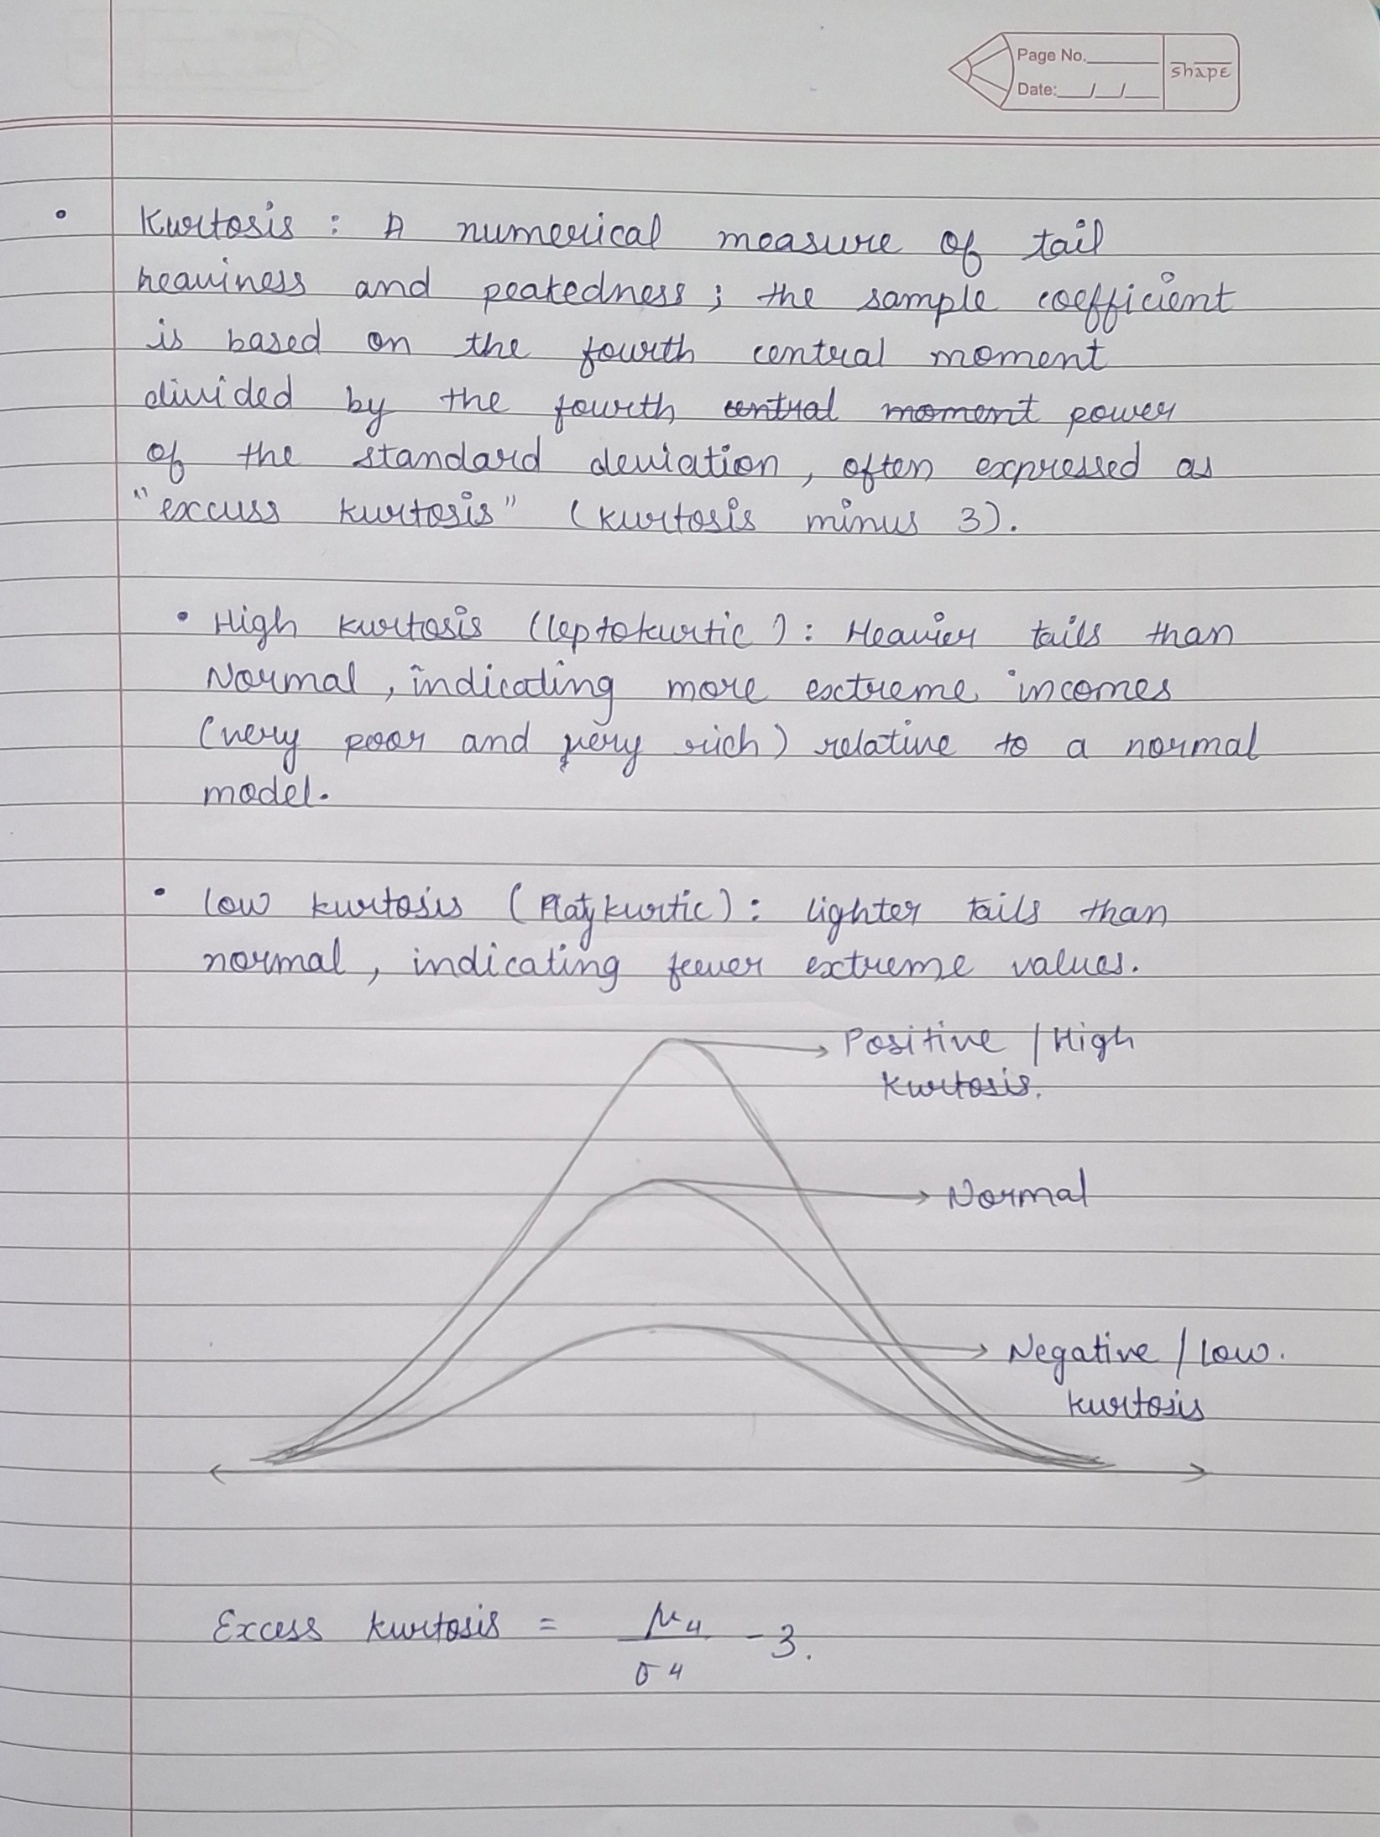 Page No.
Date: / /
shape
Kurtosis : A numerical measure of tail
heaviness and peakedness ; the sample coefficient
is based on the fourth central moment
divided by the fourth central moment power
of the standard deviation, often expressed as
"excess kurtosis" (kurtosis minus 3).
• High kurtosis (leptokurtic) : Heavier tails than
Normal, indicating more extreme incomes
(very poor and very rich) relative to a normal
model.
• Low kurtosis (Platykurtic) : lighter tails than
normal, indicating fewer extreme values.
Positive / High
Kurtosis.
Normal
Negative / Low.
kurtosis
Excess kurtosis = μ4 / σ4 - 3.